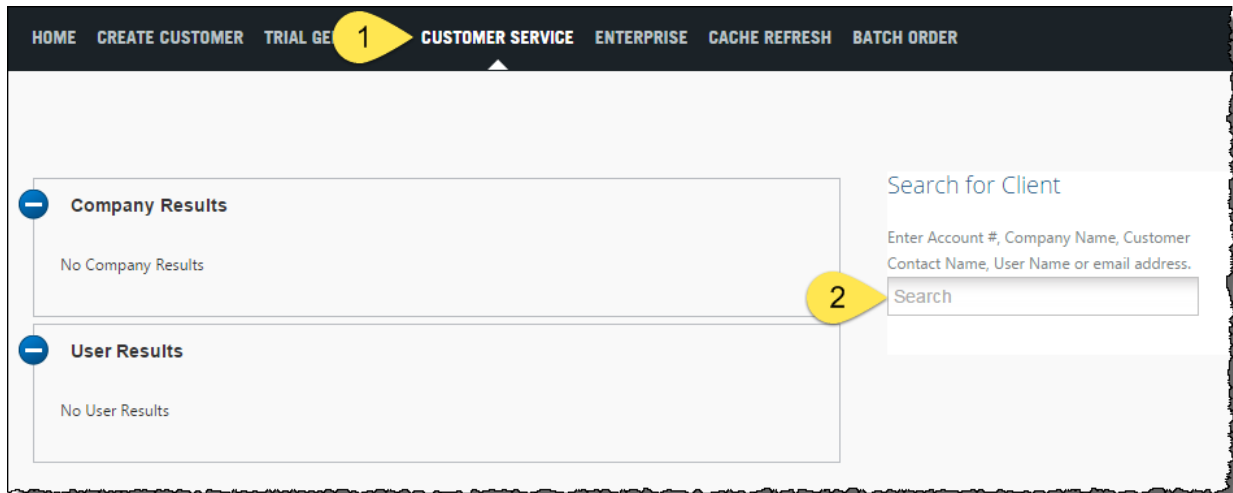 HOME CREATE CUSTOMER TRIAL 1 CUSTOMER SERVICE ENTERPRISE CACHE REFRESH BATCH ORDER
Search for Client
Company Results
Enter Account #, Company Name, Customer
No Company Results
Contact Name, User Name or email address.
2 Search
User Results
No User Results